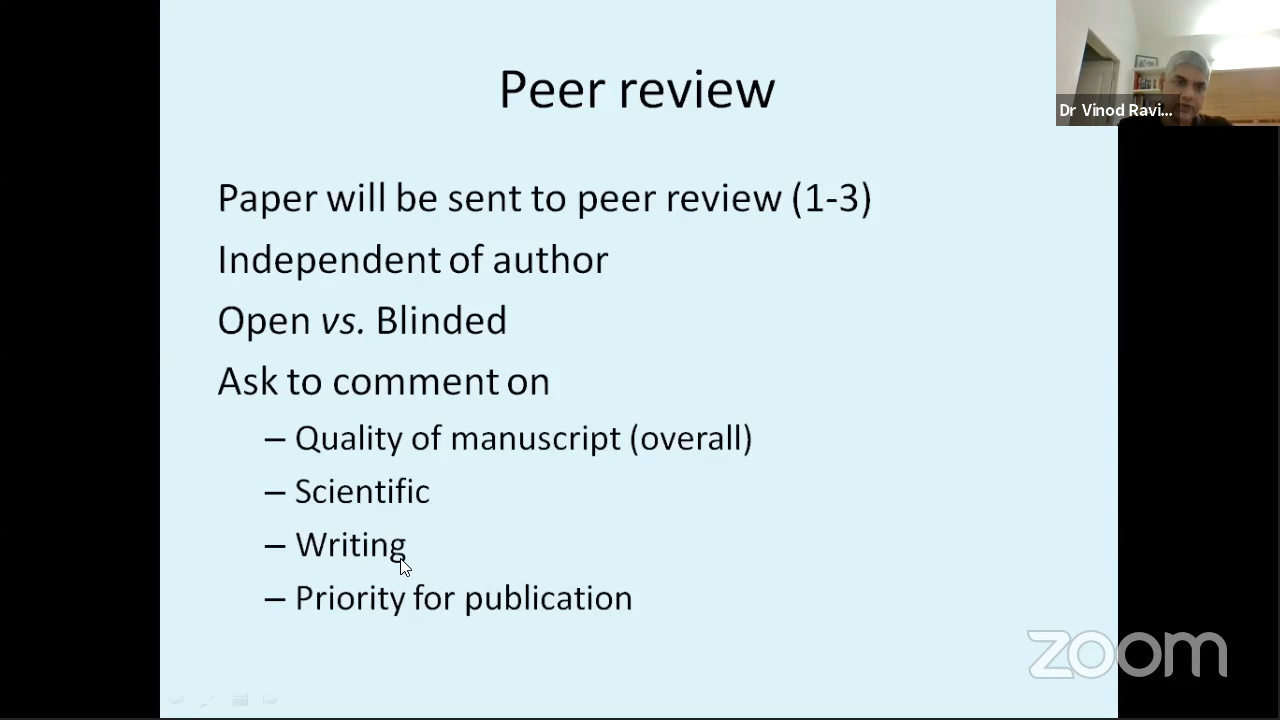 Peer review
Dr Vinod Ravi...
Paper will be sent to peer review (1-3)
Independent of author
Open vs. Blinded
Ask to comment on
– Quality of manuscript (overall)
– Scientific
– Writing
– Priority for publication
zoom